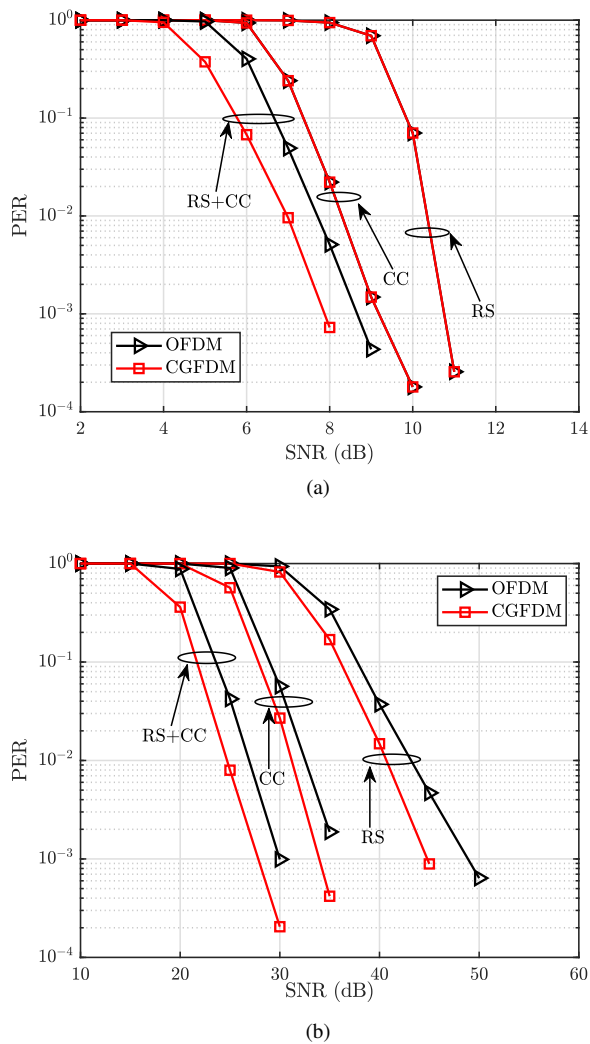 10^0
10^-1
10^-2
10^-3
10^-4
PER
RS+CC
CC
RS
OFDM
CGFDM
2 4 6 8 10 12 14
SNR (dB)
(a)
10^0
10^-1
10^-2
10^-3
10^-4
PER
OFDM
CGFDM
RS+CC
CC
RS
10 20 30 40 50 60
SNR (dB)
(b)